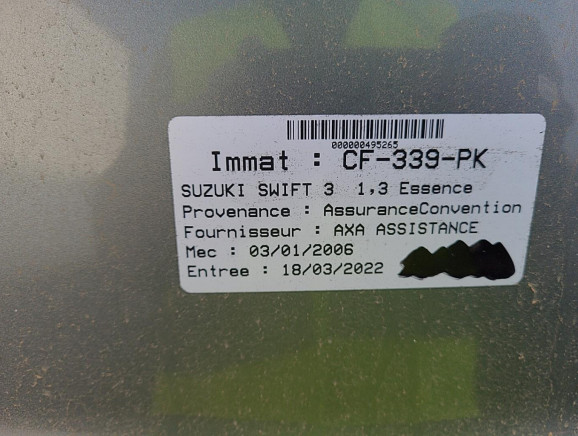 000000495265
Immat : CF-339-PK
SUZUKI SWIFT 3 1,3 Essence
Provenance : AssuranceConvention
Fournisseur : AXA ASSISTANCE
Mec : 03/01/2006
Entree : 18/03/2022